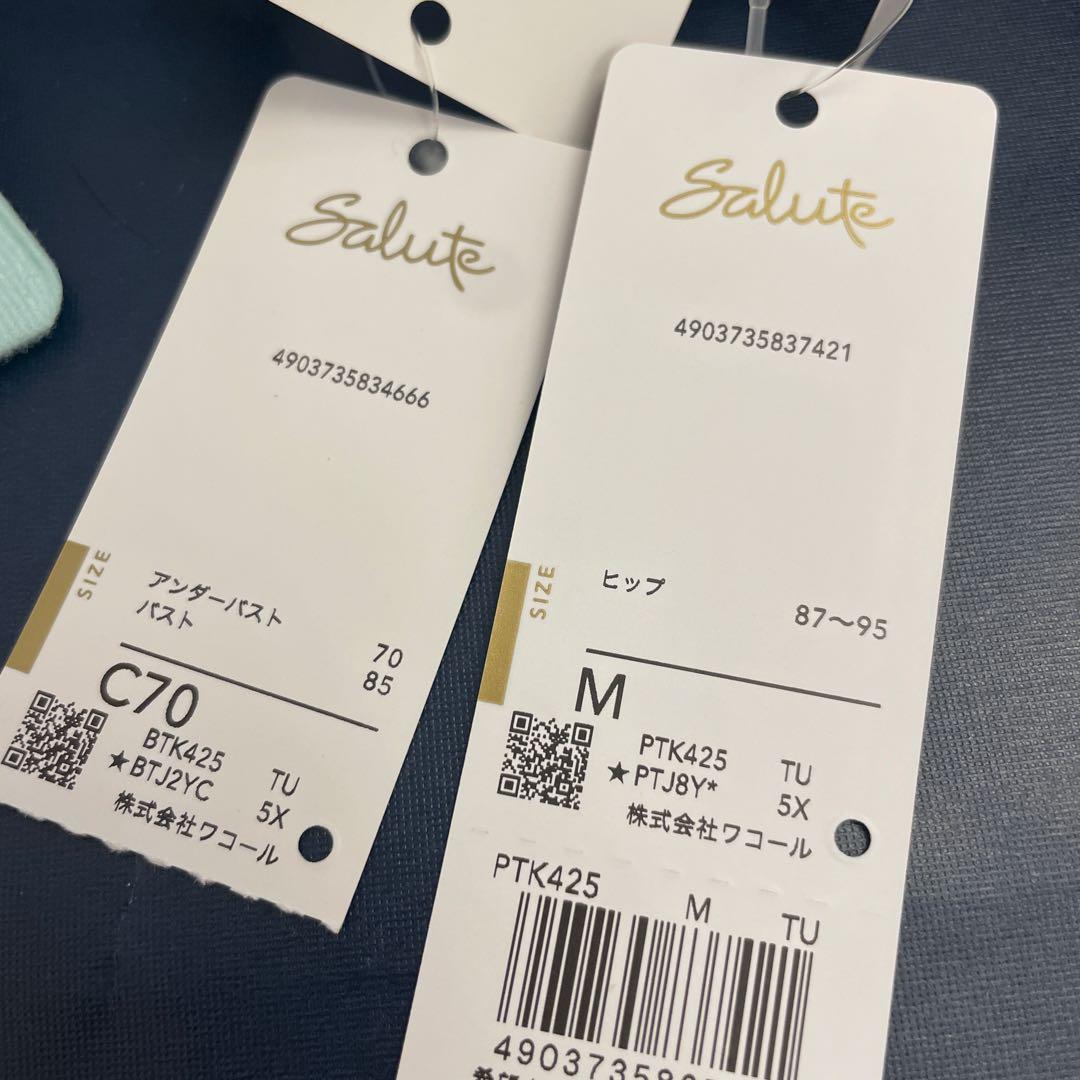 Salute
4903735834666
SIZE
アンダーバスト 70
バスト 85
C70
BTK425 TU
★BTJ2YC 5X
株式会社ワコール
Salute
4903735837421
SIZE
ヒップ
87〜95
M
PTK425 TU
★PTJ8Y* 5X
株式会社ワコール
PTK425 M TU
49037358